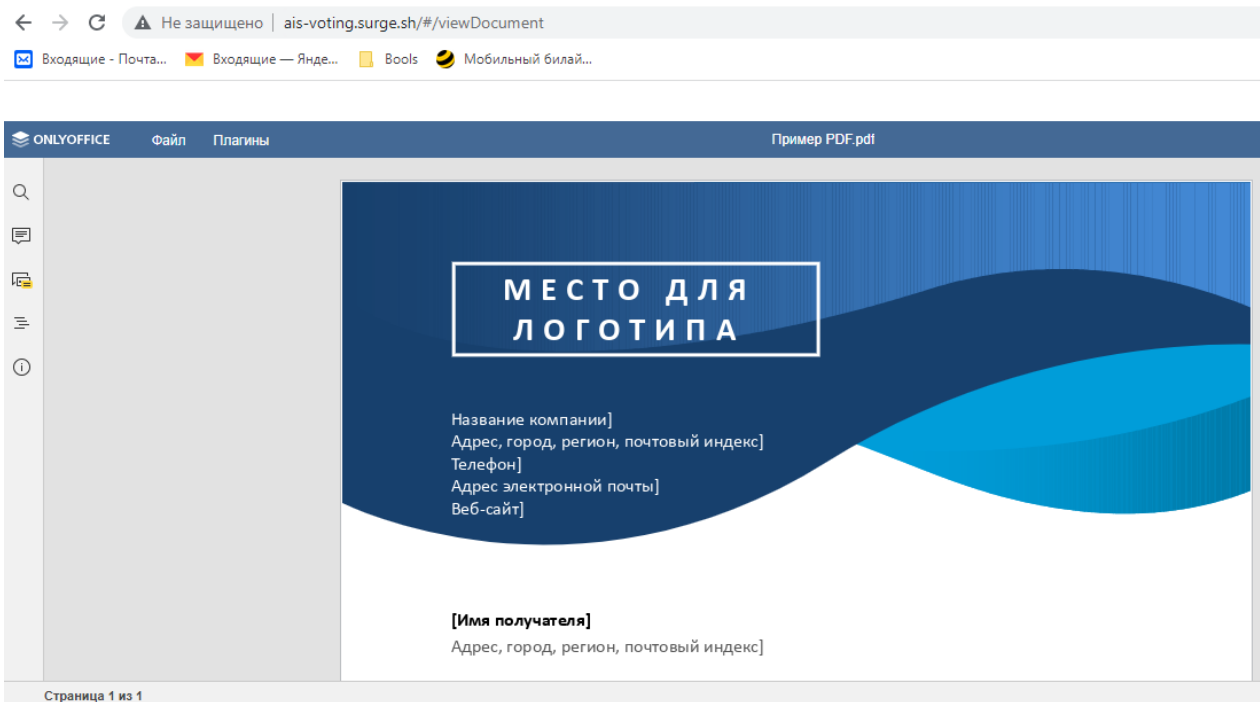 Не защищено | ais-voting.surge.sh/#/viewDocument
Входящие - Почта... Входящие — Янде... Bools Мобильный билай...
ONLYOFFICE Файл Плагины Пример PDF.pdf
МЕСТО ДЛЯ
ЛОГОТИПА
Название компании]
Адрес, город, регион, почтовый индекс]
Телефон]
Адрес электронной почты]
Веб-сайт]
[Имя получателя]
Адрес, город, регион, почтовый индекс]
Страница 1 из 1